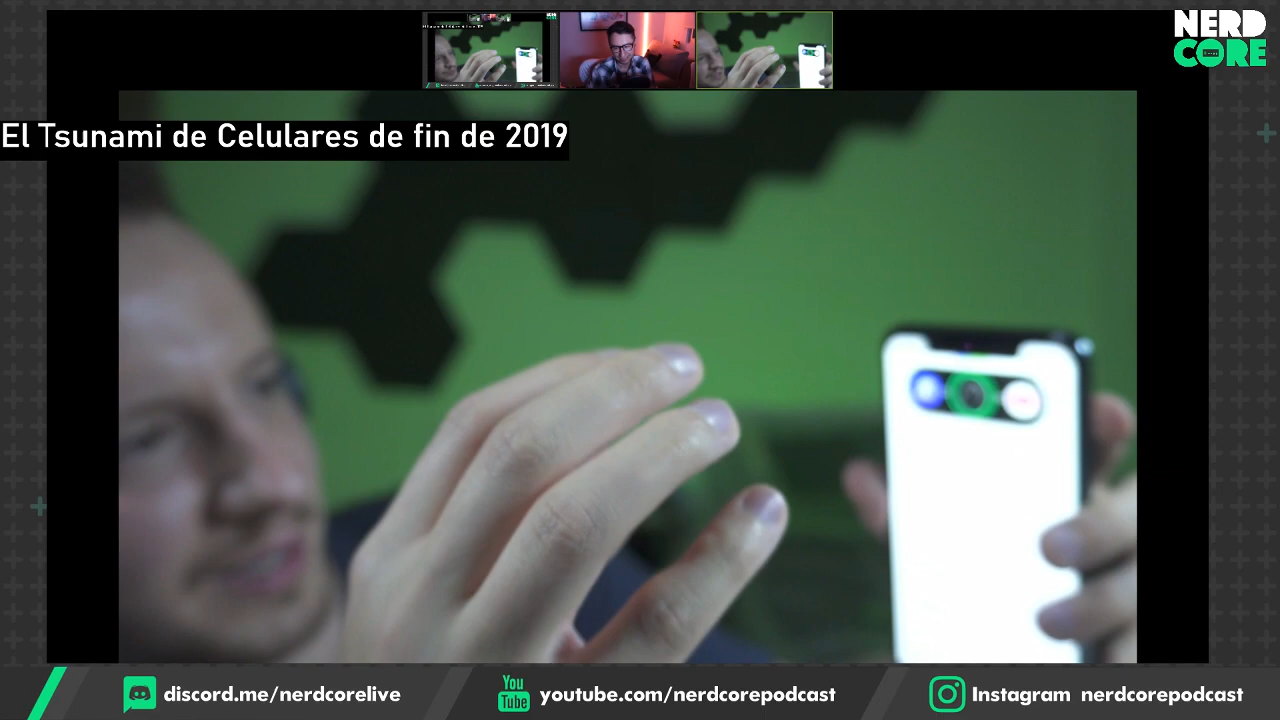 NERD
CORE
El Tsunami de Celulares de fin de 2019
discord.me/nerdcorelive
You
Tube
youtube.com/nerdcorepodcast
Instagram nerdcorepodcast